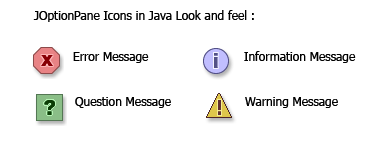 JOptionPane Icons in Java Look and feel :
X Error Message
i Information Message
? Question Message
! Warning Message